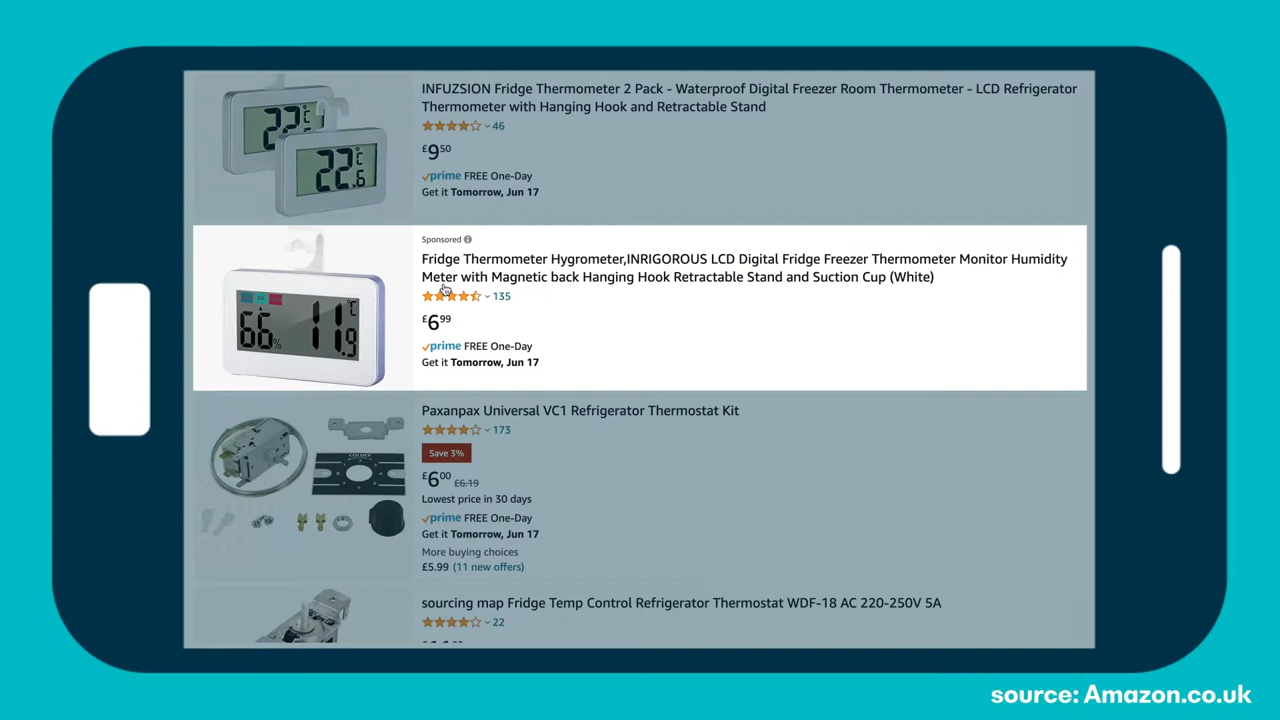 INFUZSION Fridge Thermometer 2 Pack - Waterproof Digital Freezer Room Thermometer - LCD Refrigerator
Thermometer with Hanging Hook and Retractable Stand
46
£9.50
prime FREE One-Day
Get it Tomorrow, Jun 17
22
22.6 °C
Sponsored
Fridge Thermometer Hygrometer,INRIGOROUS LCD Digital Fridge Freezer Thermometer Monitor Humidity
Meter with Magnetic back Hanging Hook Retractable Stand and Suction Cup (White)
135
£6.99
prime FREE One-Day
Get it Tomorrow, Jun 17
66% 11.9 °C
Paxanpax Universal VC1 Refrigerator Thermostat Kit
173
Save 3%
£6.00 £6.19
Lowest price in 30 days
prime FREE One-Day
Get it Tomorrow, Jun 17
More buying choices
£5.99 (11 new offers)
sourcing map Fridge Temp Control Refrigerator Thermostat WDF-18 AC 220-250V 5A
22
source: Amazon.co.uk